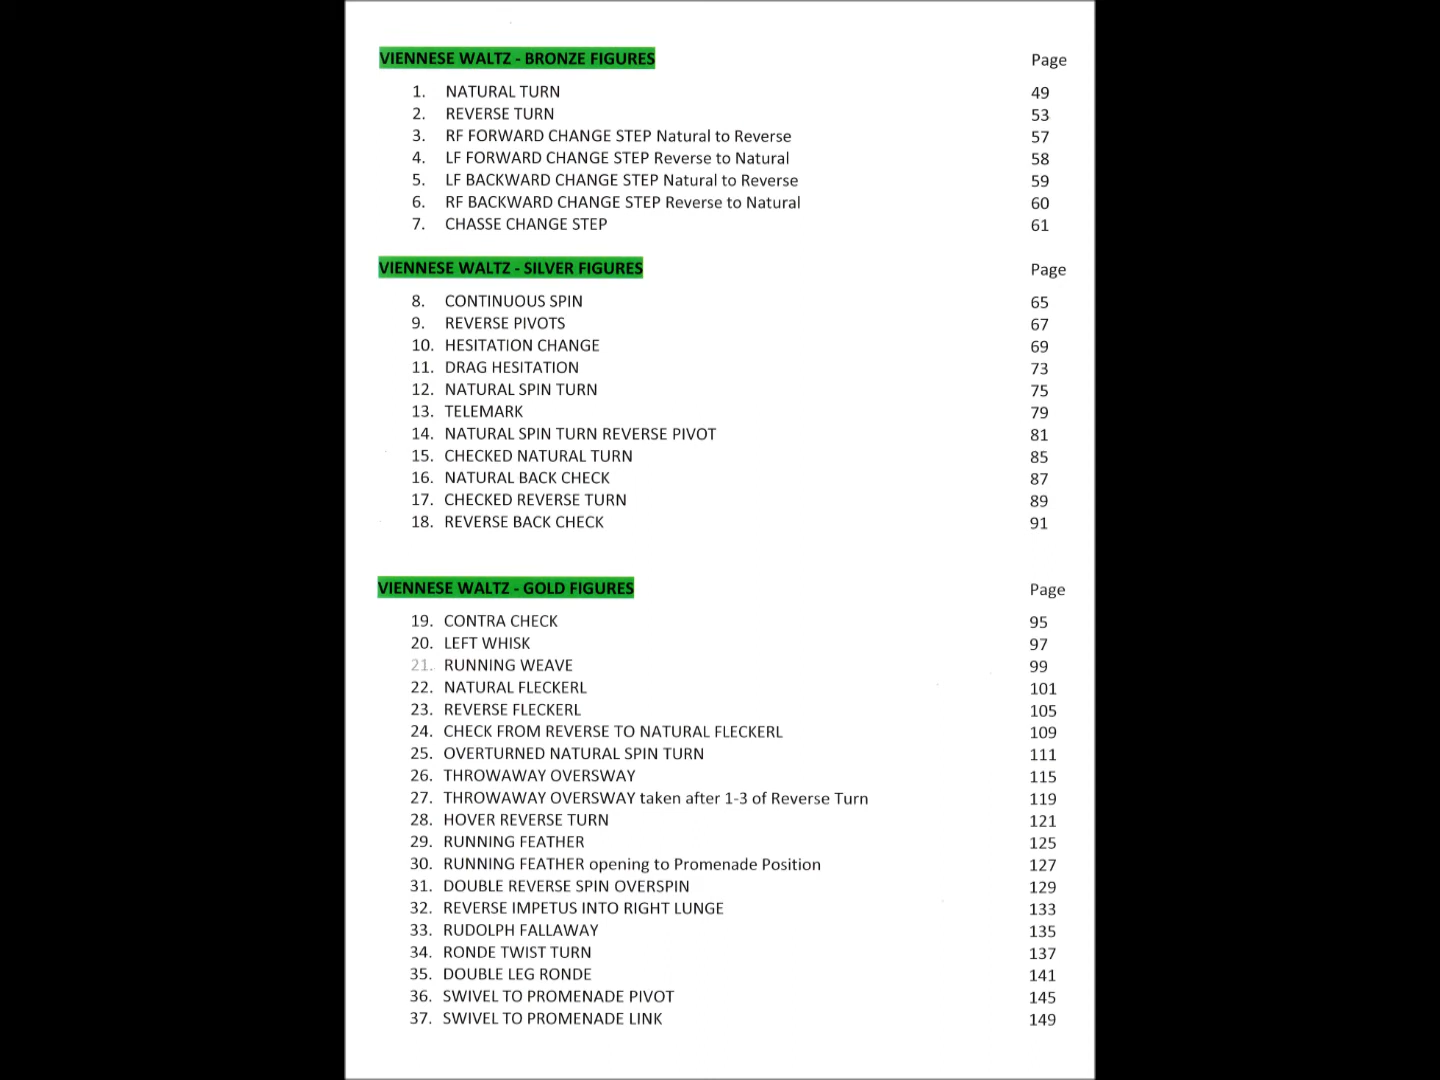 VIENNESE WALTZ - BRONZE FIGURES Page
1. NATURAL TURN 49
2. REVERSE TURN 53
3. RF FORWARD CHANGE STEP Natural to Reverse 57
4. LF FORWARD CHANGE STEP Reverse to Natural 58
5. LF BACKWARD CHANGE STEP Natural to Reverse 59
6. RF BACKWARD CHANGE STEP Reverse to Natural 60
7. CHASSE CHANGE STEP 61
VIENNESE WALTZ - SILVER FIGURES Page
8. CONTINUOUS SPIN 65
9. REVERSE PIVOTS 67
10. HESITATION CHANGE 69
11. DRAG HESITATION 73
12. NATURAL SPIN TURN 75
13. TELEMARK 79
14. NATURAL SPIN TURN REVERSE PIVOT 81
15. CHECKED NATURAL TURN 85
16. NATURAL BACK CHECK 87
17. CHECKED REVERSE TURN 89
18. REVERSE BACK CHECK 91
VIENNESE WALTZ - GOLD FIGURES Page
19. CONTRA CHECK 95
20. LEFT WHISK 97
21. RUNNING WEAVE 99
22. NATURAL FLECKERL 101
23. REVERSE FLECKERL 105
24. CHECK FROM REVERSE TO NATURAL FLECKERL 109
25. OVERTURNED NATURAL SPIN TURN 111
26. THROWAWAY OVERSWAY 115
27. THROWAWAY OVERSWAY taken after 1-3 of Reverse Turn 119
28. HOVER REVERSE TURN 121
29. RUNNING FEATHER 125
30. RUNNING FEATHER opening to Promenade Position 127
31. DOUBLE REVERSE SPIN OVERSPIN 129
32. REVERSE IMPETUS INTO RIGHT LUNGE 133
33. RUDOLPH FALLAWAY 135
34. RONDE TWIST TURN 137
35. DOUBLE LEG RONDE 141
36. SWIVEL TO PROMENADE PIVOT 145
37. SWIVEL TO PROMENADE LINK 149